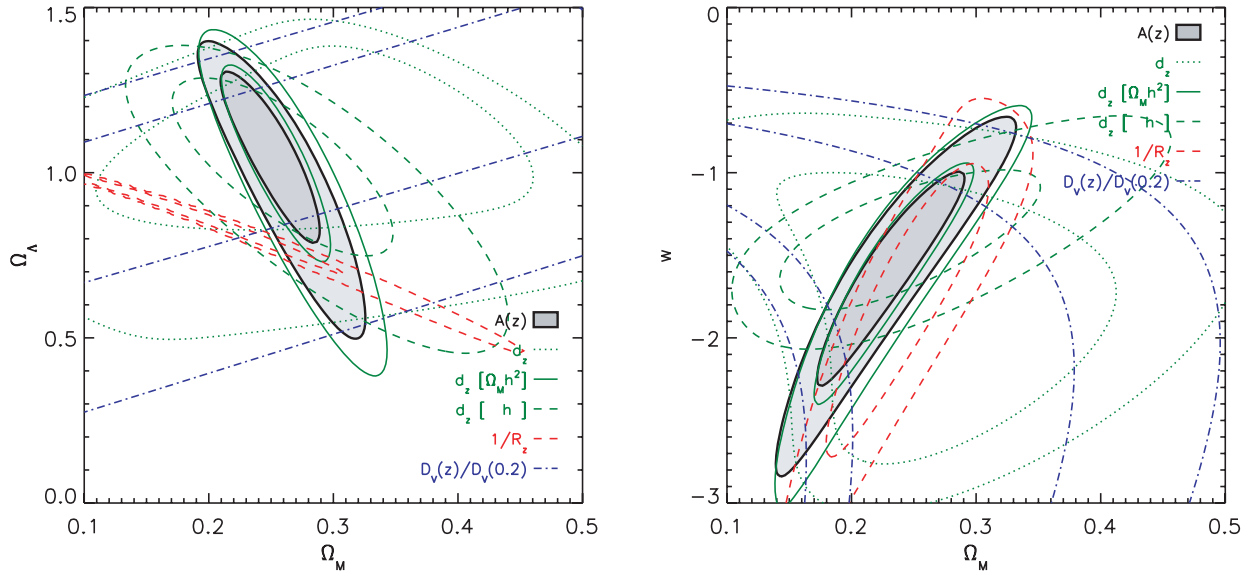 1.5
1.0
0.5
0.0
Ω_Λ
0.1 0.2 0.3 0.4 0.5
Ω_M
A(z)
d_z
d_z [Ω_M h²]
d_z [ h ]
1/R_z
D_V(z)/D_V(0.2)
0
−1
−2
−3
w
0.1 0.2 0.3 0.4 0.5
Ω_M
A(z)
d_z
d_z [Ω_M h²]
d_z [ h ]
1/R_z
D_V(z)/D_V(0.2)